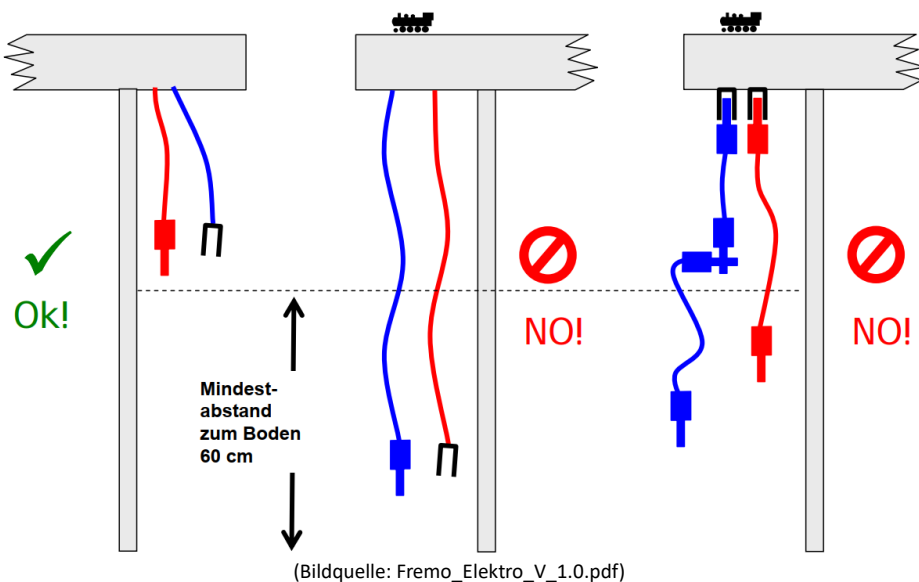 Ok!
Mindest-
abstand
zum Boden
60 cm
NO!
NO!
(Bildquelle: Fremo_Elektro_V_1.0.pdf)